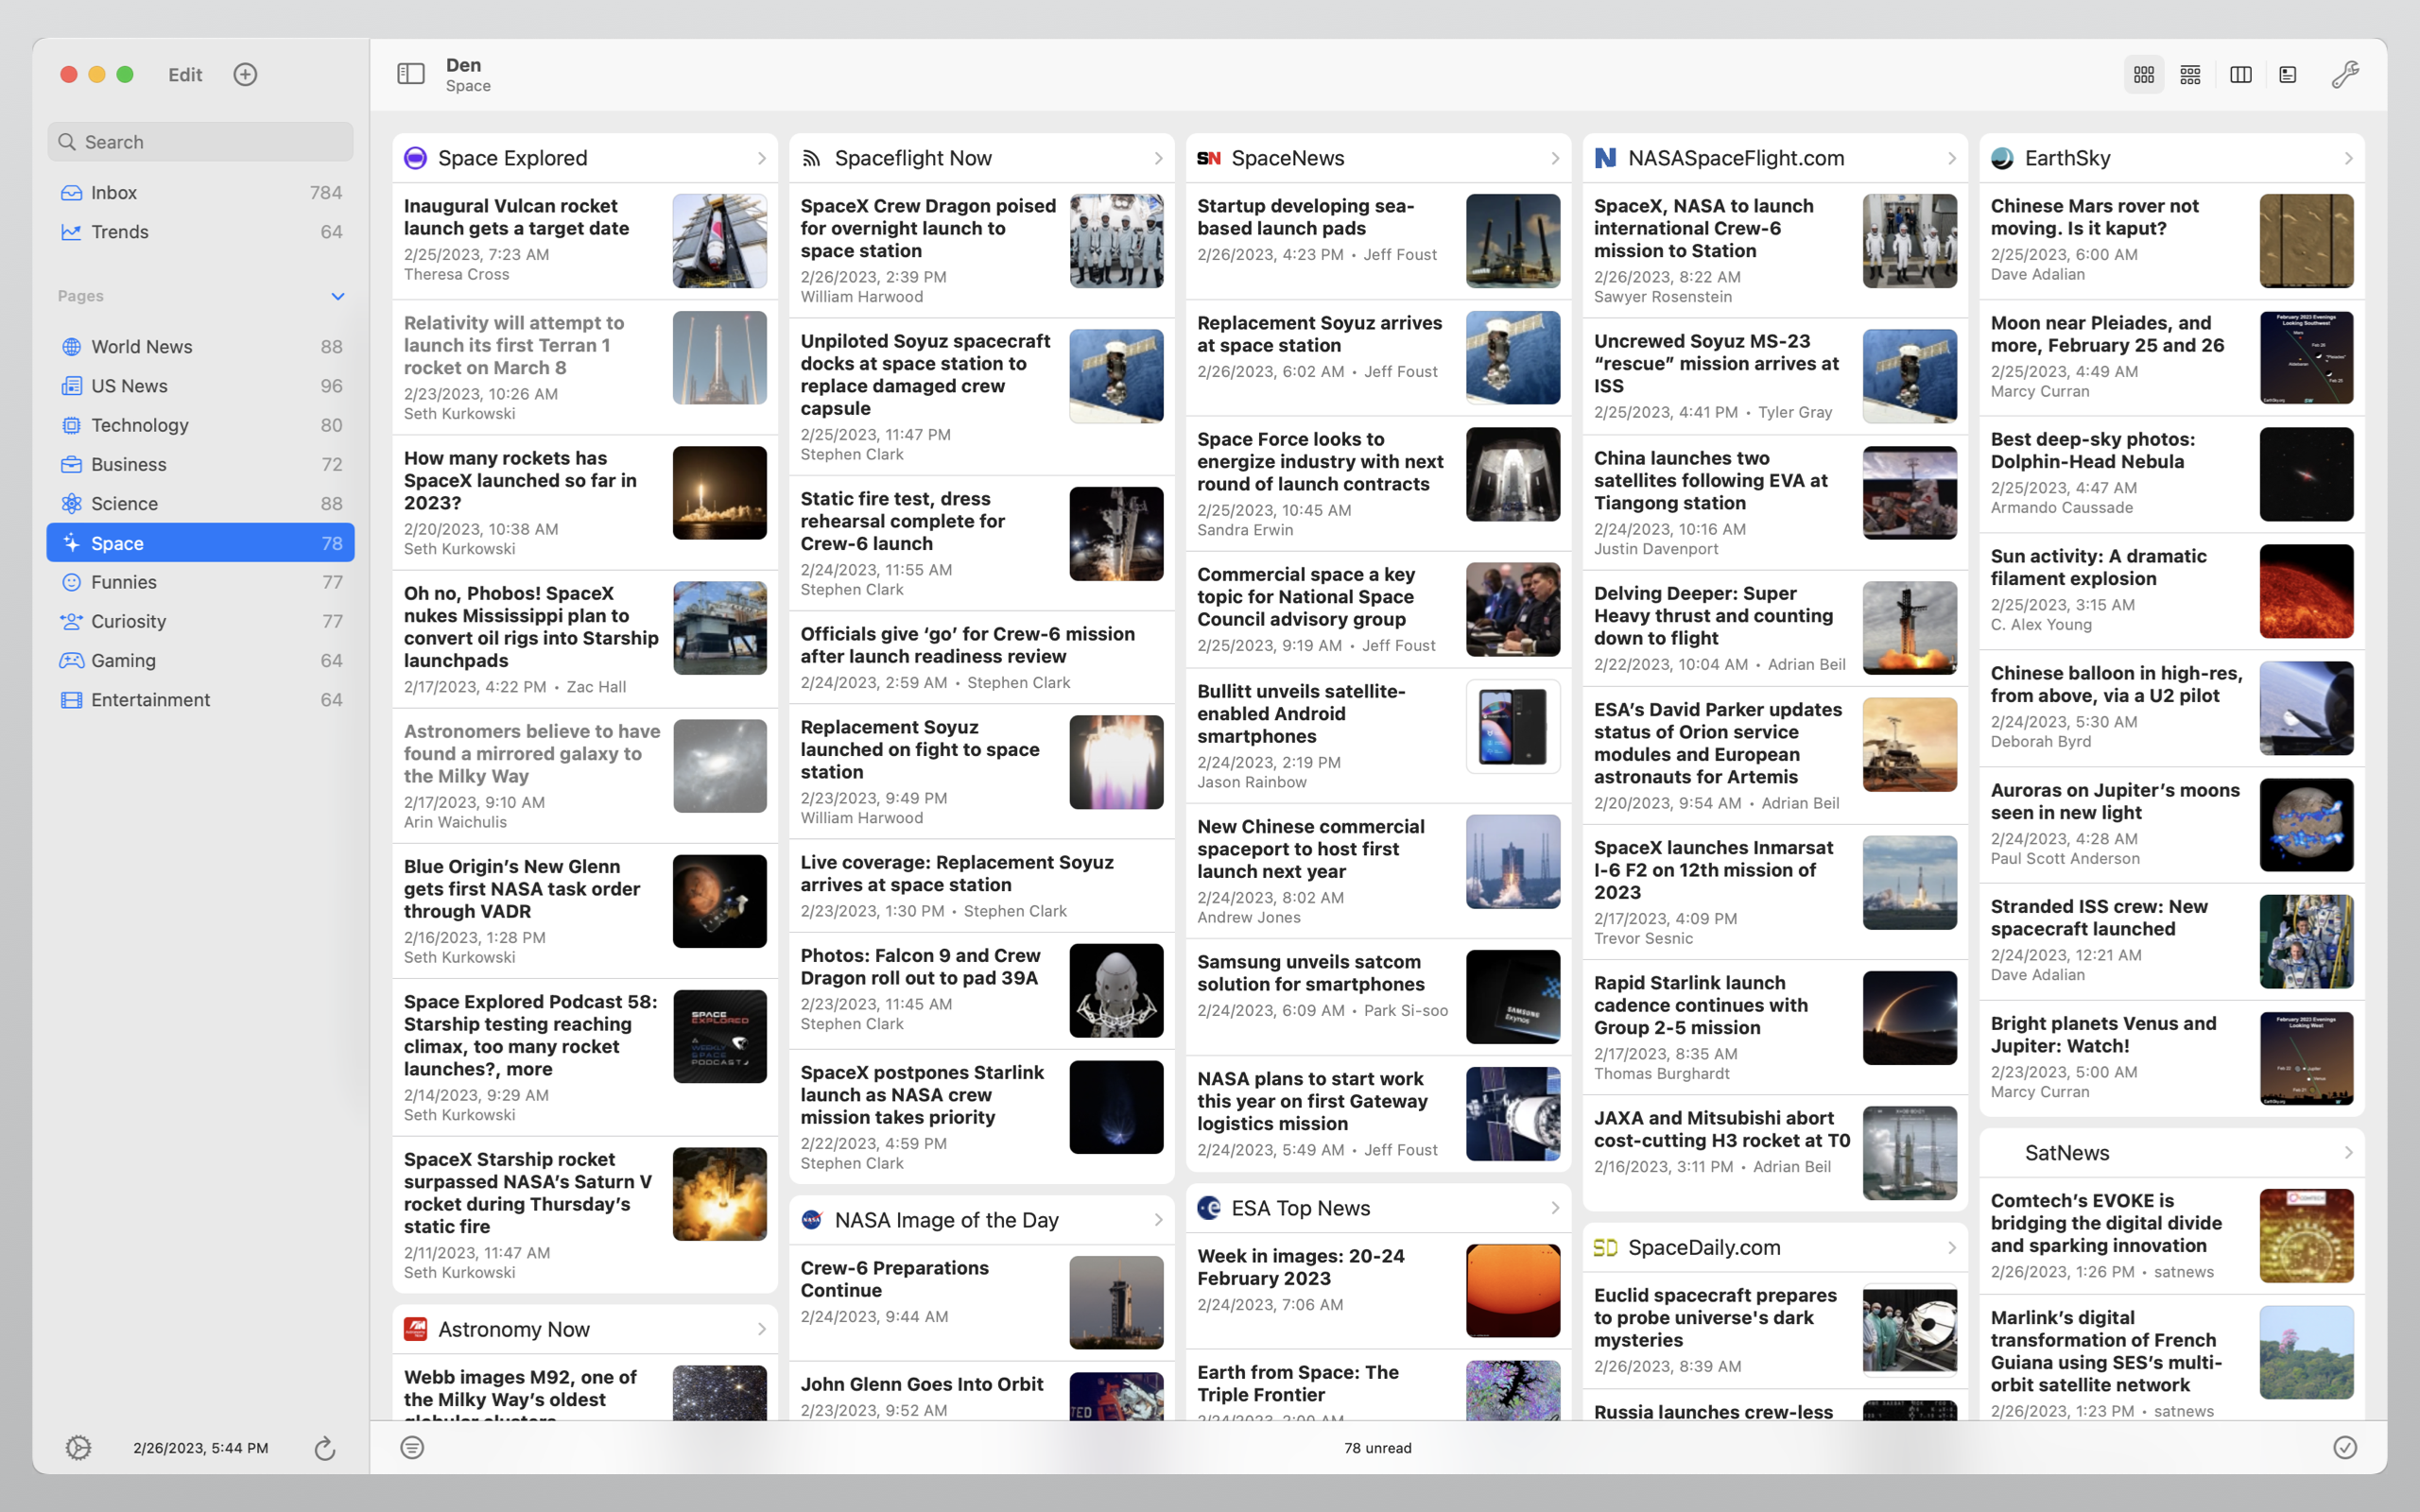 Edit
Search
Inbox 784
Trends 64
Pages
World News 88
US News 96
Technology 80
Business 72
Science 88
Space 78
Funnies 77
Curiosity 77
Gaming 64
Entertainment 64
2/26/2023, 5:44 PM
Den
Space
Space Explored
Inaugural Vulcan rocket
launch gets a target date
2/25/2023, 7:23 AM
Theresa Cross
Relativity will attempt to
launch its first Terran 1
rocket on March 8
2/23/2023, 10:26 AM
Seth Kurkowski
How many rockets has
SpaceX launched so far in
2023?
2/20/2023, 10:38 AM
Seth Kurkowski
Oh no, Phobos! SpaceX
nukes Mississippi plan to
convert oil rigs into Starship
launchpads
2/17/2023, 4:22 PM • Zac Hall
Astronomers believe to have
found a mirrored galaxy to
the Milky Way
2/17/2023, 9:10 AM
Arin Waichulis
Blue Origin’s New Glenn
gets first NASA task order
through VADR
2/16/2023, 1:28 PM
Seth Kurkowski
Space Explored Podcast 58:
Starship testing reaching
climax, too many rocket
launches?, more
2/14/2023, 9:29 AM
Seth Kurkowski
SPACE
EXPLORED
A
WEEKLY
SPACE
PODCAST
SpaceX Starship rocket
surpassed NASA’s Saturn V
rocket during Thursday’s
static fire
2/11/2023, 11:47 AM
Seth Kurkowski
Astronomy Now
Webb images M92, one of
the Milky Way’s oldest
globular clusters
Spaceflight Now
SpaceX Crew Dragon poised
for overnight launch to
space station
2/26/2023, 2:39 PM
William Harwood
Unpiloted Soyuz spacecraft
docks at space station to
replace damaged crew
capsule
2/25/2023, 11:47 PM
Stephen Clark
Static fire test, dress
rehearsal complete for
Crew-6 launch
2/24/2023, 11:55 AM
Stephen Clark
Officials give ‘go’ for Crew-6 mission
after launch readiness review
2/24/2023, 2:59 AM • Stephen Clark
Replacement Soyuz
launched on fight to space
station
2/23/2023, 9:49 PM
William Harwood
Live coverage: Replacement Soyuz
arrives at space station
2/23/2023, 1:30 PM • Stephen Clark
Photos: Falcon 9 and Crew
Dragon roll out to pad 39A
2/23/2023, 11:45 AM
Stephen Clark
SpaceX postpones Starlink
launch as NASA crew
mission takes priority
2/22/2023, 4:59 PM
Stephen Clark
NASA Image of the Day
Crew-6 Preparations
Continue
2/24/2023, 9:44 AM
John Glenn Goes Into Orbit
2/23/2023, 9:52 AM
SN SpaceNews
Startup developing sea-
based launch pads
2/26/2023, 4:23 PM • Jeff Foust
Replacement Soyuz arrives
at space station
2/26/2023, 6:02 AM • Jeff Foust
Space Force looks to
energize industry with next
round of launch contracts
2/25/2023, 10:45 AM
Sandra Erwin
Commercial space a key
topic for National Space
Council advisory group
2/25/2023, 9:19 AM • Jeff Foust
Bullitt unveils satellite-
enabled Android
smartphones
2/24/2023, 2:19 PM
Jason Rainbow
New Chinese commercial
spaceport to host first
launch next year
2/24/2023, 8:02 AM
Andrew Jones
Samsung unveils satcom
solution for smartphones
2/24/2023, 6:09 AM • Park Si-soo
SAMSUNG
Exynos
NASA plans to start work
this year on first Gateway
logistics mission
2/24/2023, 5:49 AM • Jeff Foust
ESA Top News
Week in images: 20-24
February 2023
2/24/2023, 7:06 AM
Earth from Space: The
Triple Frontier
2/24/2023, 2:00 AM
N NASASpaceFlight.com
SpaceX, NASA to launch
international Crew-6
mission to Station
2/26/2023, 8:22 AM
Sawyer Rosenstein
Uncrewed Soyuz MS-23
“rescue” mission arrives at
ISS
2/25/2023, 4:41 PM • Tyler Gray
China launches two
satellites following EVA at
Tiangong station
2/24/2023, 10:16 AM
Justin Davenport
Delving Deeper: Super
Heavy thrust and counting
down to flight
2/22/2023, 10:04 AM • Adrian Beil
ESA’s David Parker updates
status of Orion service
modules and European
astronauts for Artemis
2/20/2023, 9:54 AM • Adrian Beil
SpaceX launches Inmarsat
I-6 F2 on 12th mission of
2023
2/17/2023, 4:09 PM
Trevor Sesnic
Rapid Starlink launch
cadence continues with
Group 2-5 mission
2/17/2023, 8:35 AM
Thomas Burghardt
JAXA and Mitsubishi abort
cost-cutting H3 rocket at T0
2/16/2023, 3:11 PM • Adrian Beil
SD SpaceDaily.com
Euclid spacecraft prepares
to probe universe's dark
mysteries
2/26/2023, 8:39 AM
Russia launches crew-less
EarthSky
Chinese Mars rover not
moving. Is it kaput?
2/25/2023, 6:00 AM
Dave Adalian
Moon near Pleiades, and
more, February 25 and 26
2/25/2023, 4:49 AM
Marcy Curran
February 2023 Evenings
Looking Southwest
Best deep-sky photos:
Dolphin-Head Nebula
2/25/2023, 4:47 AM
Armando Caussade
Sun activity: A dramatic
filament explosion
2/25/2023, 3:15 AM
C. Alex Young
Chinese balloon in high-res,
from above, via a U2 pilot
2/24/2023, 5:30 AM
Deborah Byrd
Auroras on Jupiter’s moons
seen in new light
2/24/2023, 4:28 AM
Paul Scott Anderson
Stranded ISS crew: New
spacecraft launched
2/24/2023, 12:21 AM
Dave Adalian
Bright planets Venus and
Jupiter: Watch!
2/23/2023, 5:00 AM
Marcy Curran
February 2023 Evenings
Looking West
SatNews
Comtech’s EVOKE is
bridging the digital divide
and sparking innovation
2/26/2023, 1:26 PM • satnews
Marlink’s digital
transformation of French
Guiana using SES’s multi-
orbit satellite network
2/26/2023, 1:23 PM • satnews
78 unread